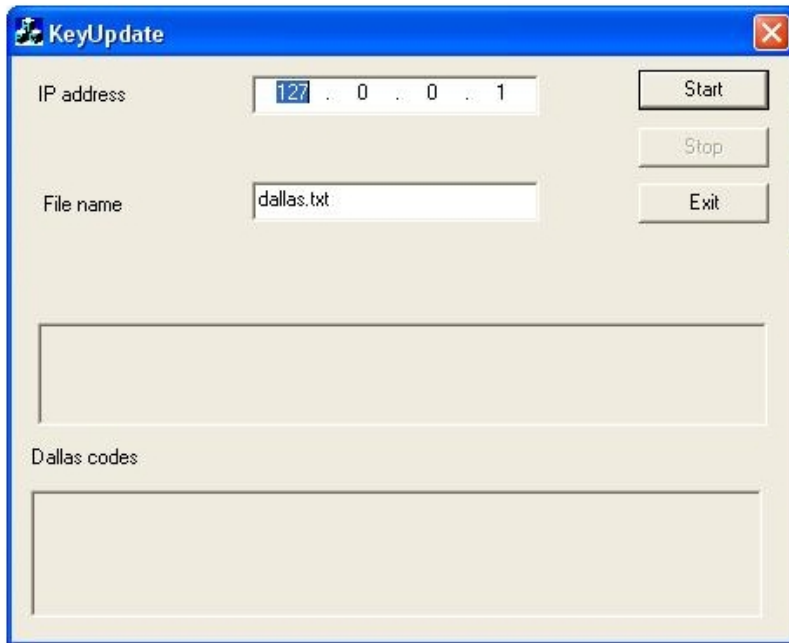 KeyUpdate
IP address 127 . 0 . 0 . 1 Start
Stop
File name dallas.txt Exit
Dallas codes